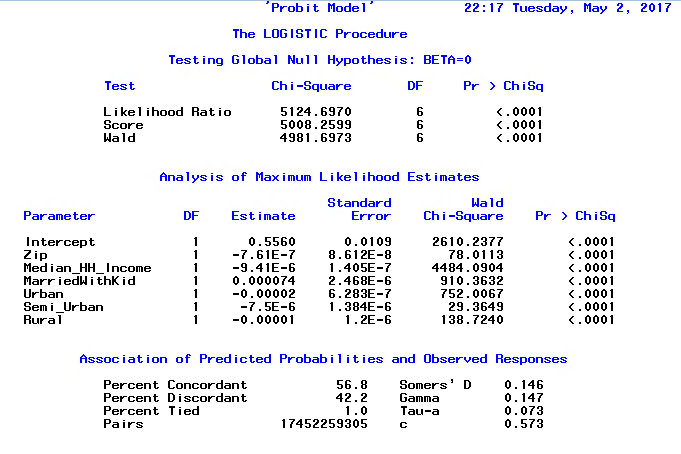 'Probit Model' 22:17 Tuesday, May 2, 2017
The LOGISTIC Procedure
Testing Global Null Hypothesis: BETA=0
Test Chi-Square DF Pr > ChiSq
Likelihood Ratio 5124.6970 6 <.0001
Score 5008.2599 6 <.0001
Wald 4981.6973 6 <.0001
Analysis of Maximum Likelihood Estimates
Standard Wald
Parameter DF Estimate Error Chi-Square Pr > ChiSq
Intercept 1 0.5560 0.0109 2610.2377 <.0001
Zip 1 -7.61E-7 8.612E-8 78.0113 <.0001
Median_HH_Income 1 -9.41E-6 1.405E-7 4484.0904 <.0001
MarriedWithKid 1 0.000074 2.468E-6 910.3632 <.0001
Urban 1 -0.00002 6.283E-7 752.0067 <.0001
Semi_Urban 1 -7.5E-6 1.384E-6 29.3649 <.0001
Rural 1 -0.00001 1.2E-6 138.7240 <.0001
Association of Predicted Probabilities and Observed Responses
Percent Concordant 56.8 Somers' D 0.146
Percent Discordant 42.2 Gamma 0.147
Percent Tied 1.0 Tau-a 0.073
Pairs 17452259305 c 0.573